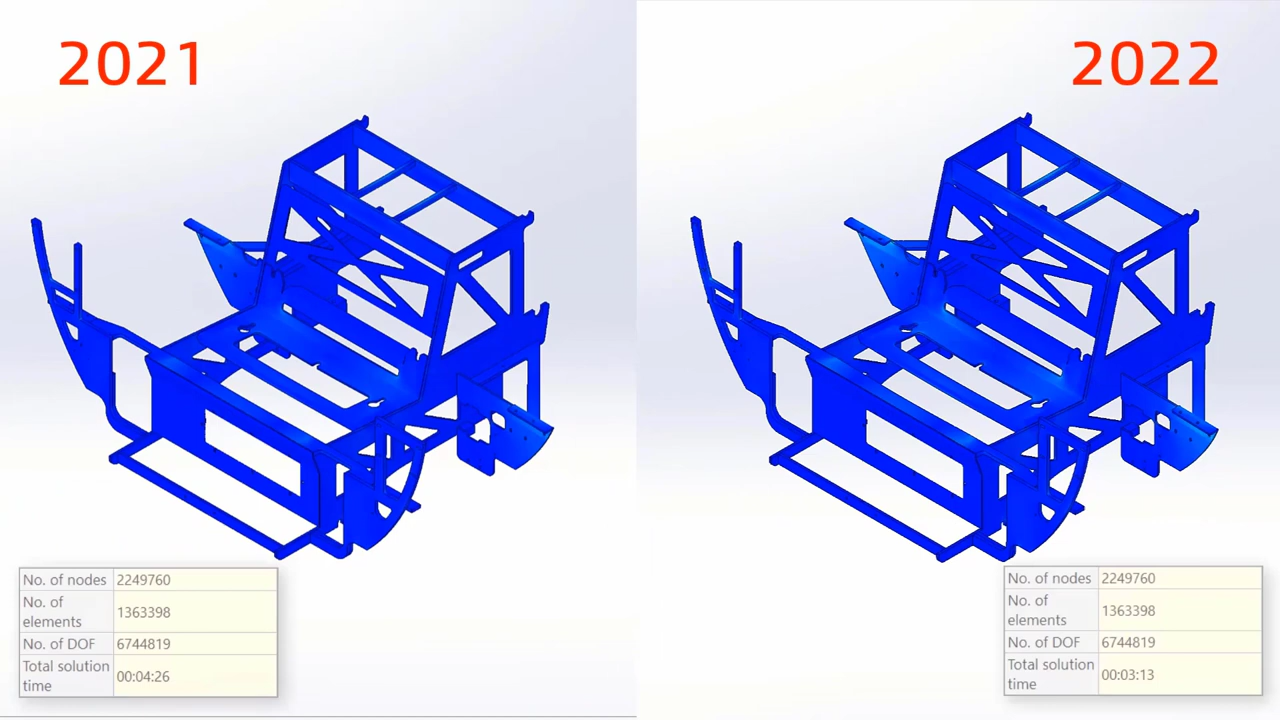 2021
2022
No. of nodes 2249760
No. of
elements 1363398
No. of DOF 6744819
Total solution
time 00:04:26
No. of nodes 2249760
No. of
elements 1363398
No. of DOF 6744819
Total solution
time 00:03:13